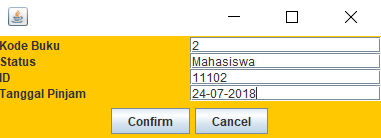 Kode Buku 2
Status Mahasiswa
ID 11102
Tanggal Pinjam 24-07-2018
Confirm Cancel